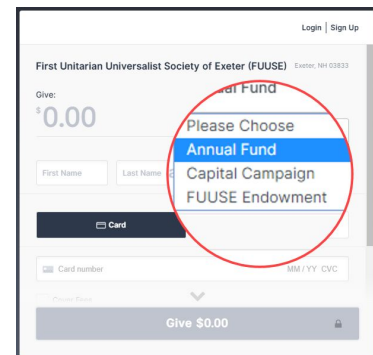 Login | Sign Up
First Unitarian Universalist Society of Exeter (FUUSE) Exeter, NH 03833
Give:
$0.00
Fund
Please Choose
Annual Fund
Capital Campaign
FUUSE Endowment
First Name
Last Name
Card
Card number
MM / YY CVC
Cover Fees
Give $0.00